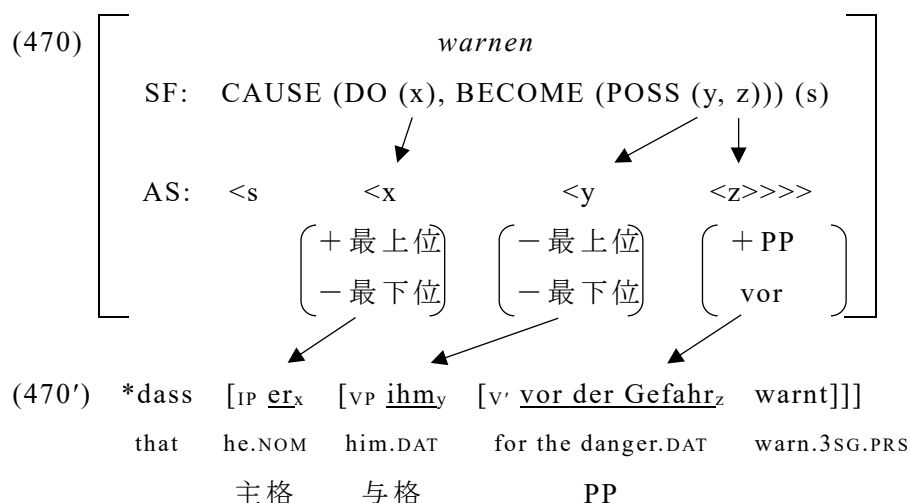 (470) warnen
SF: CAUSE (DO (x), BECOME (POSS (y, z))) (s)
AS: <s <x <y <z>>>>
＋最上位 －最上位 ＋PP
－最下位 －最下位 vor
(470′) *dass [IP erx [VP ihmy [V′ vor der Gefahrz warnt]]]
that he.NOM him.DAT for the danger.DAT warn.3SG.PRS
主格 与格 PP